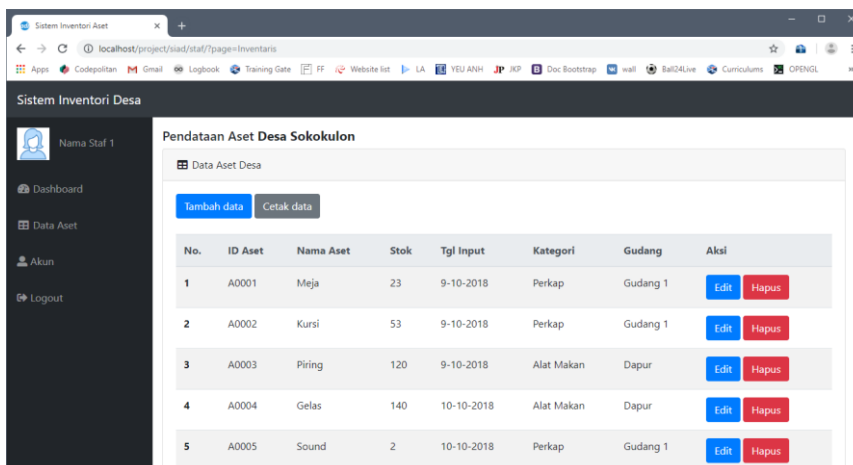 Sistem Inventori Aset
localhost/project/siad/staf/?page=Inventaris
Apps Codepolitan Gmail Logbook Training Gate FF Website list LA YEU ANH JKP Doc Bootstrap wall Ball24Live Curriculums OPENGL
Sistem Inventori Desa
Nama Staf 1
Dashboard
Data Aset
Akun
Logout
Pendataan Aset Desa Sokokulon
Data Aset Desa
Tambah data Cetak data
No. ID Aset Nama Aset Stok Tgl Input Kategori Gudang Aksi
1 A0001 Meja 23 9-10-2018 Perkap Gudang 1 Edit Hapus
2 A0002 Kursi 53 9-10-2018 Perkap Gudang 1 Edit Hapus
3 A0003 Piring 120 9-10-2018 Alat Makan Dapur Edit Hapus
4 A0004 Gelas 140 10-10-2018 Alat Makan Dapur Edit Hapus
5 A0005 Sound 2 10-10-2018 Perkap Gudang 1 Edit Hapus